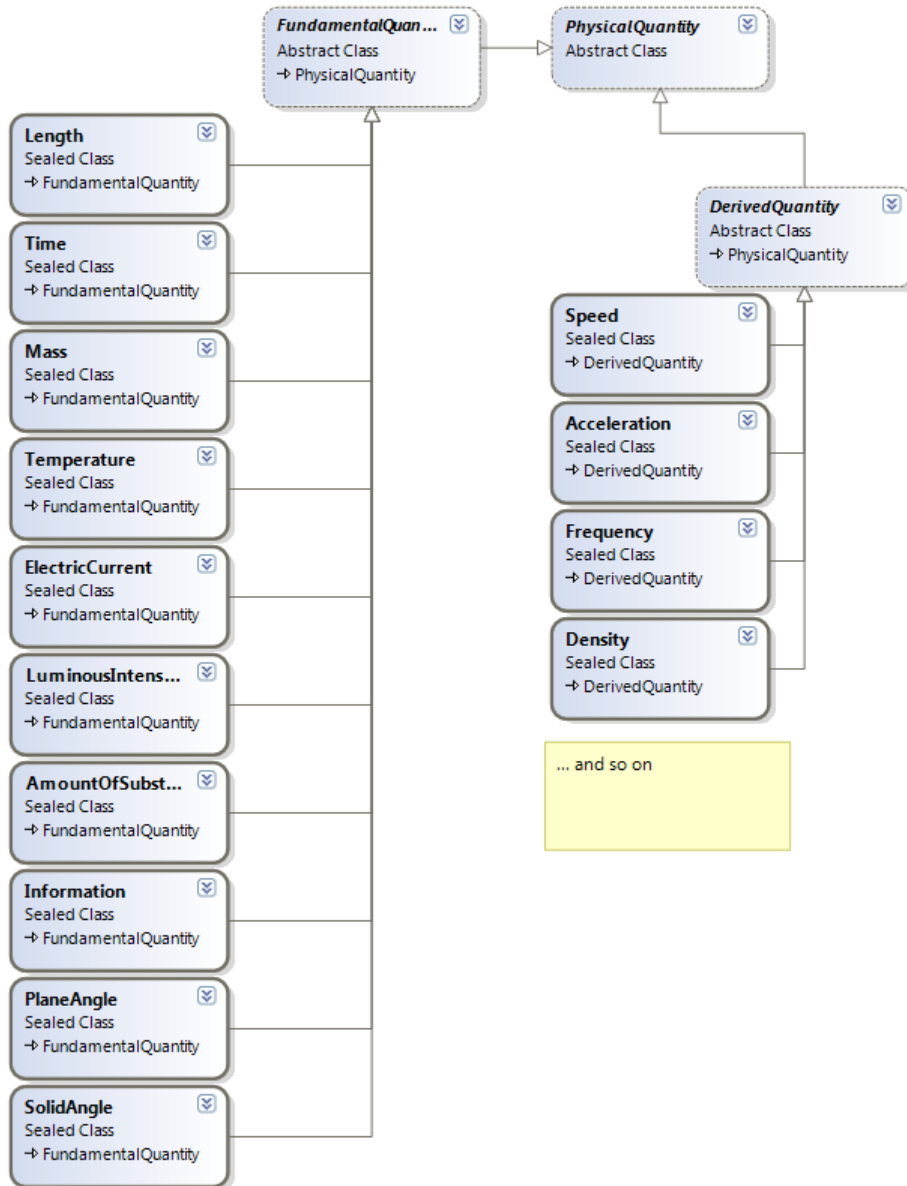 FundamentalQuan...
Abstract Class
PhysicalQuantity
PhysicalQuantity
Abstract Class
Length
Sealed Class
FundamentalQuantity
Time
Sealed Class
FundamentalQuantity
Mass
Sealed Class
FundamentalQuantity
Temperature
Sealed Class
FundamentalQuantity
ElectricCurrent
Sealed Class
FundamentalQuantity
LuminousIntens...
Sealed Class
FundamentalQuantity
AmountOfSubst...
Sealed Class
FundamentalQuantity
Information
Sealed Class
FundamentalQuantity
PlaneAngle
Sealed Class
FundamentalQuantity
SolidAngle
Sealed Class
FundamentalQuantity
DerivedQuantity
Abstract Class
PhysicalQuantity
Speed
Sealed Class
DerivedQuantity
Acceleration
Sealed Class
DerivedQuantity
Frequency
Sealed Class
DerivedQuantity
Density
Sealed Class
DerivedQuantity
... and so on